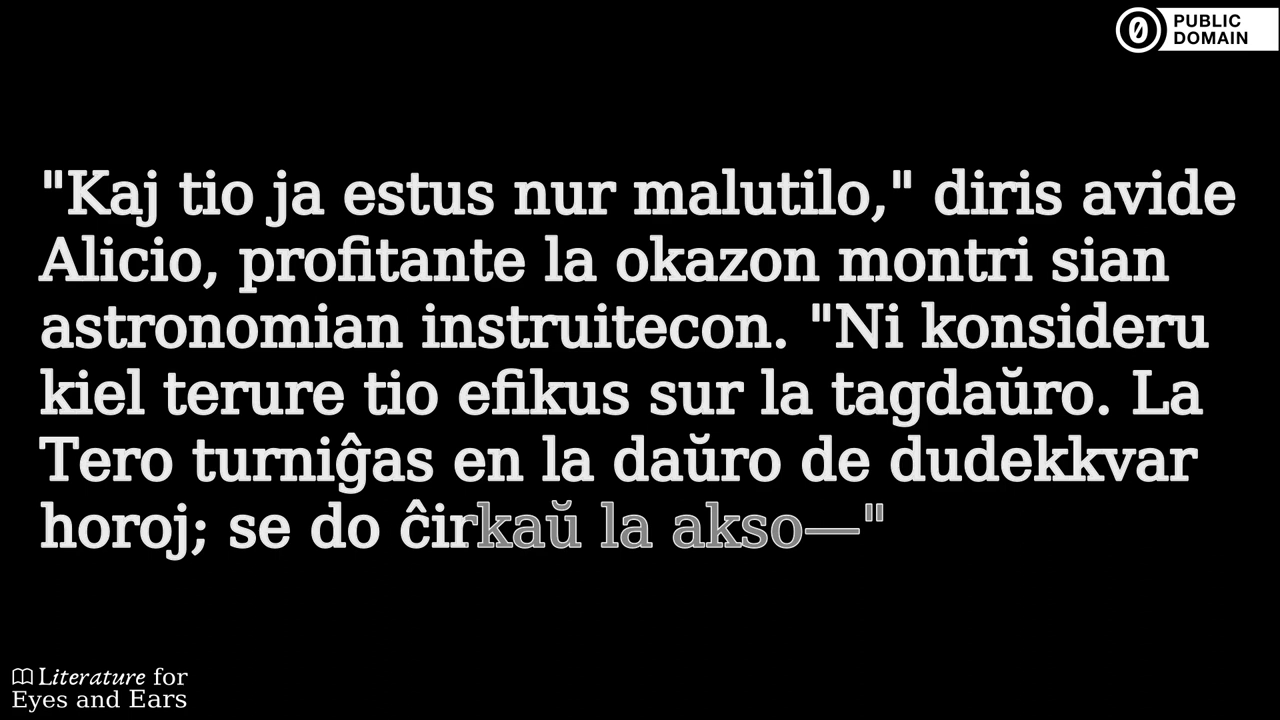 PUBLIC
DOMAIN
"Kaj tio ja estus nur malutilo," diris avide
Alicio, profitante la okazon montri sian
astronomian instruitecon. "Ni konsideru
kiel terure tio efikus sur la tagdaŭro. La
Tero turniĝas en la daŭro de dudekkvar
horoj; se do ĉirkaŭ la akso—"
Literature for
Eyes and Ears